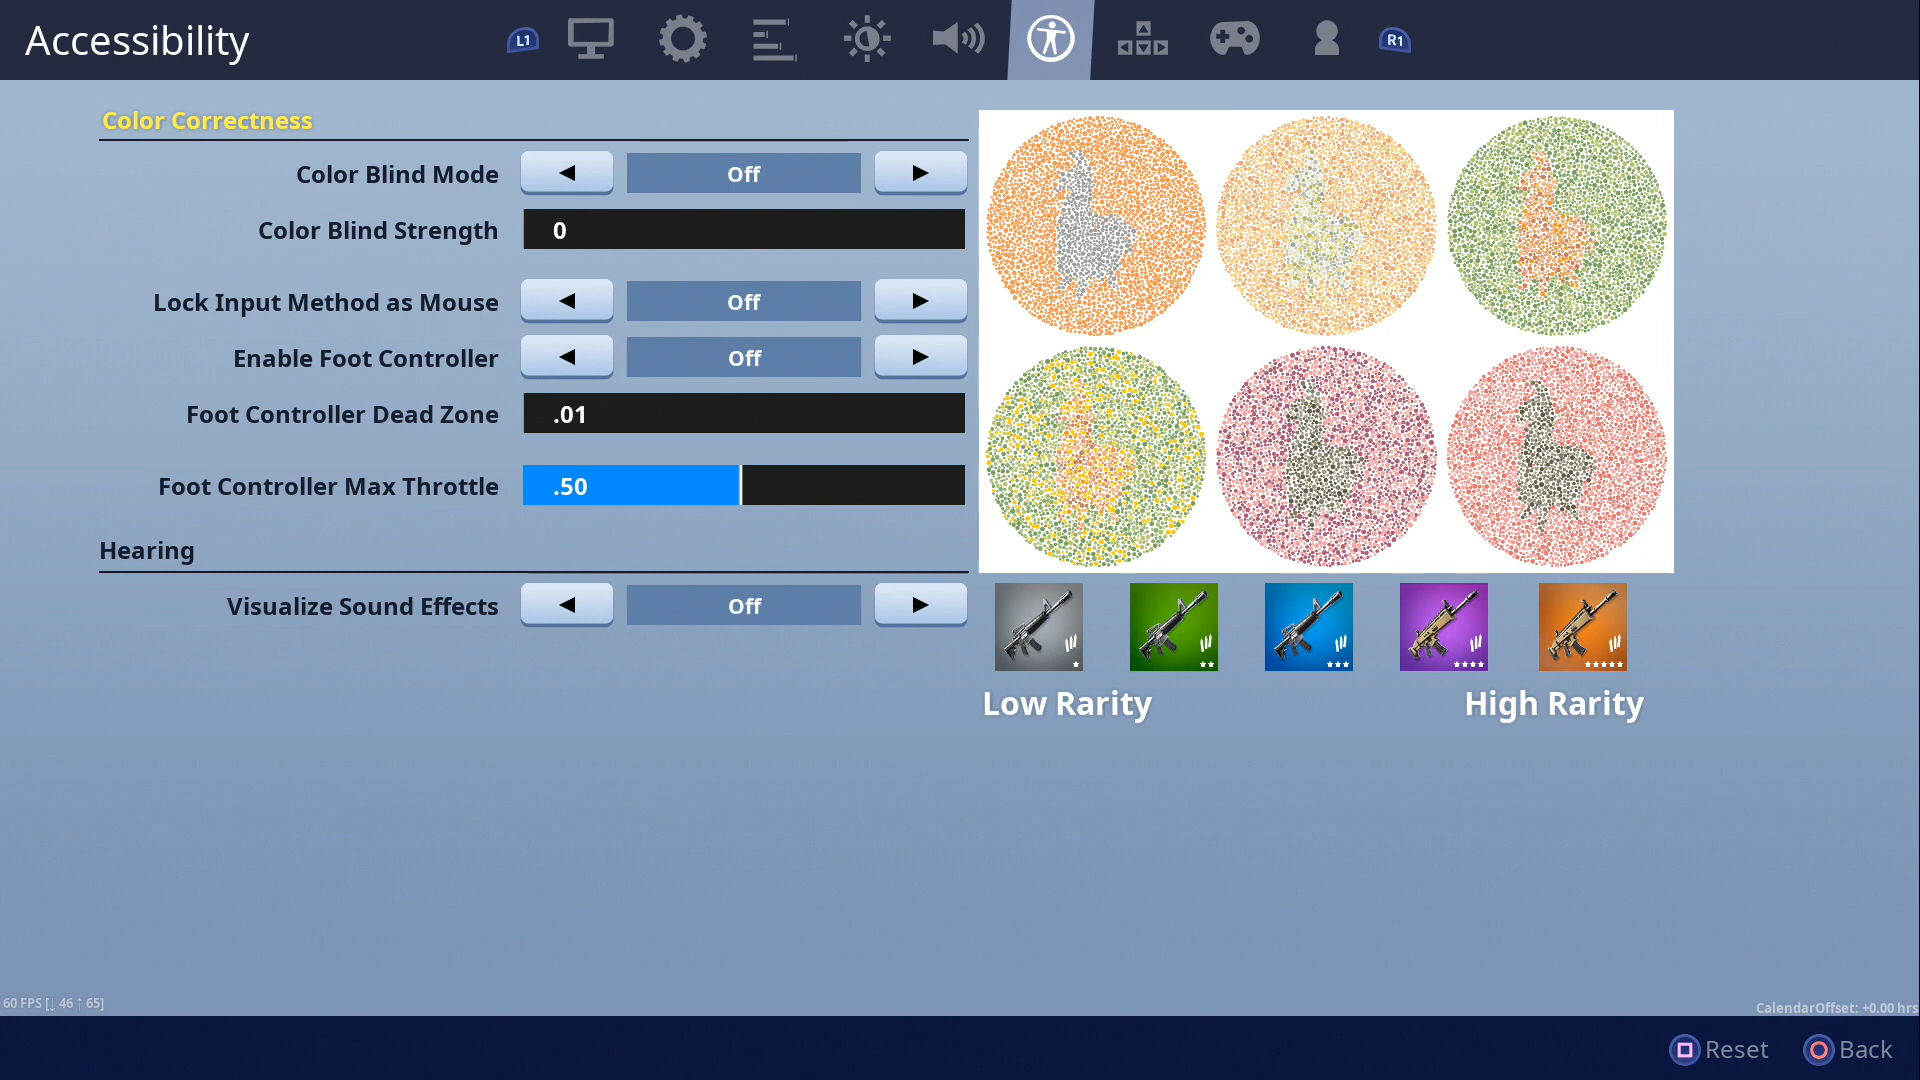 Accessibility
L1
R1
Color Correctness
Color Blind Mode
Off
Color Blind Strength
0
Lock Input Method as Mouse
Off
Enable Foot Controller
Off
Foot Controller Dead Zone
.01
Foot Controller Max Throttle
.50
Hearing
Visualize Sound Effects
Off
Low Rarity
High Rarity
60 FPS [↓ 46 ↑ 65]
CalendarOffset: +0.00 hrs
Reset
Back